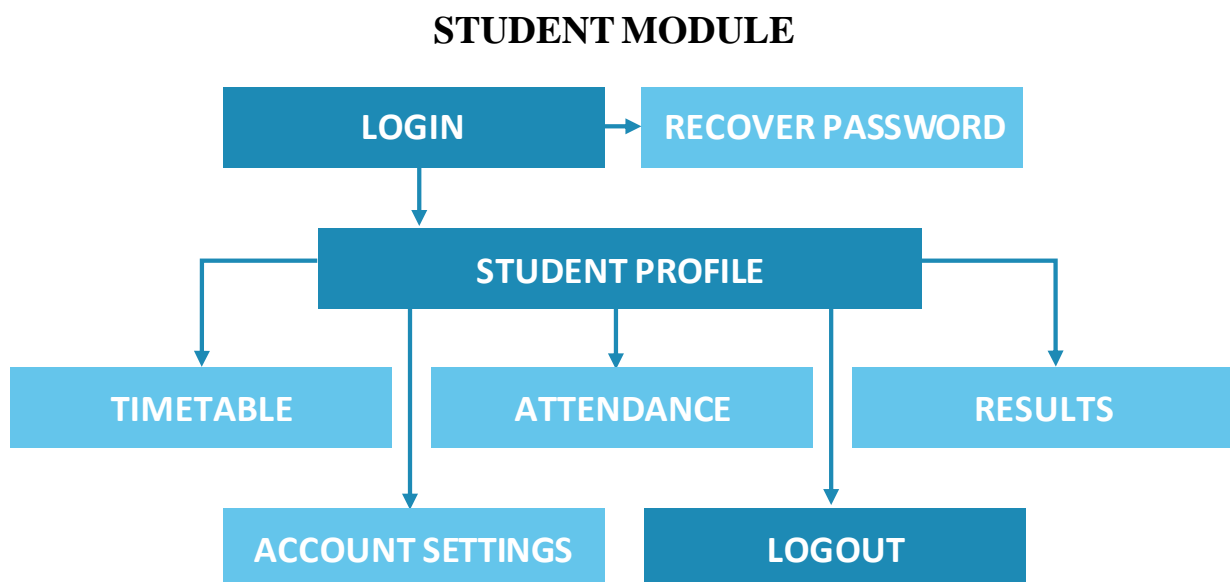 STUDENT MODULE
LOGIN
RECOVER PASSWORD
STUDENT PROFILE
TIMETABLE
ATTENDANCE
RESULTS
ACCOUNT SETTINGS
LOGOUT